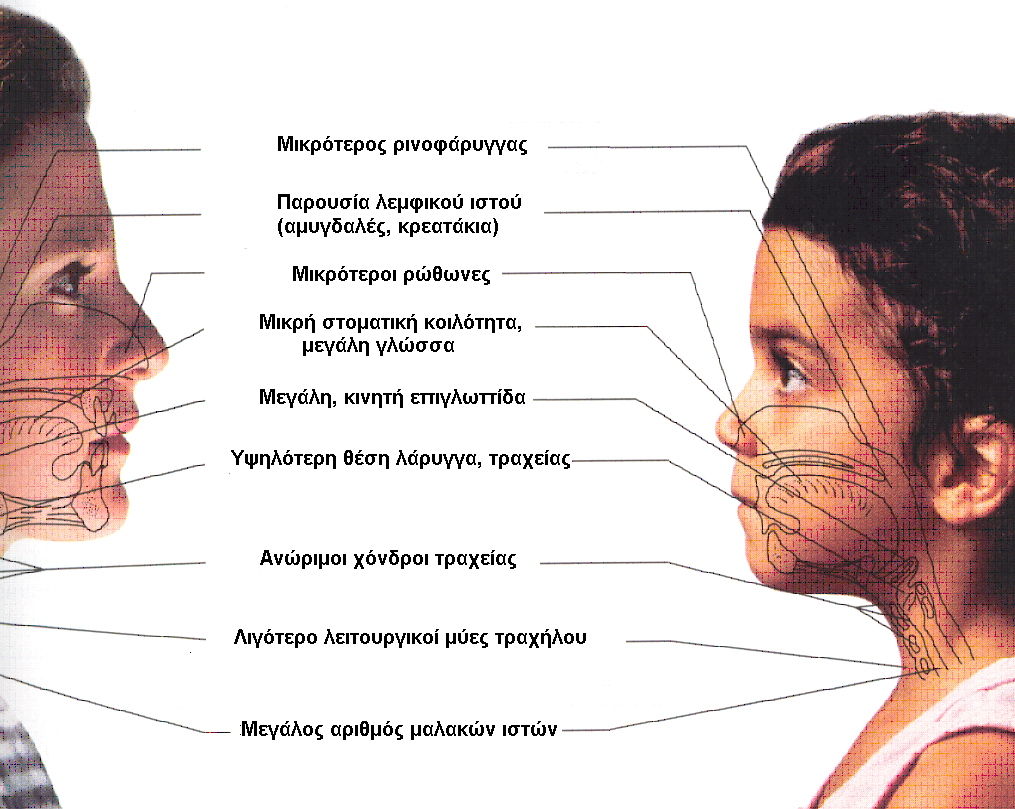 Μικρότερος ρινοφάρυγγας
Παρουσία λεμφικού ιστού
(αμυγδαλές, κρεατάκια)
Μικρότεροι ρώθωνες
Μικρή στοματική κοιλότητα,
μεγάλη γλώσσα
Μεγάλη, κινητή επιγλωττίδα
Υψηλότερη θέση λάρυγγα, τραχείας
Ανώριμοι χόνδροι τραχείας
Λιγότερο λειτουργικοί μύες τραχήλου
Μεγάλος αριθμός μαλακών ιστών